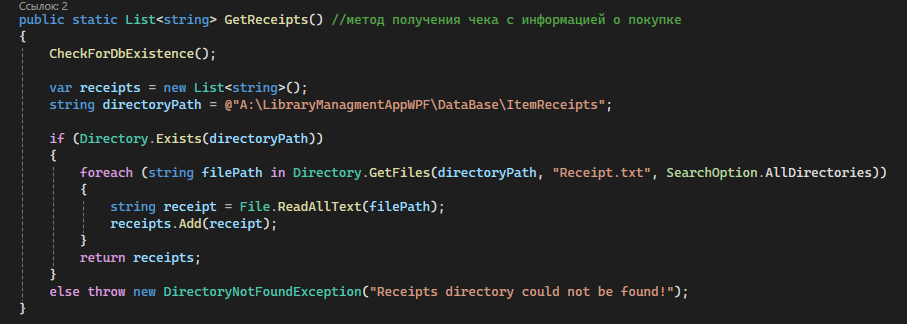 Ссылок: 2
public static List<string> GetReceipts() //метод получения чека с информацией о покупке
{
CheckForDbExistence();
var receipts = new List<string>();
string directoryPath = @"A:\LibraryManagmentAppWPF\DataBase\ItemReceipts";
if (Directory.Exists(directoryPath))
{
foreach (string filePath in Directory.GetFiles(directoryPath, "Receipt.txt", SearchOption.AllDirectories))
{
string receipt = File.ReadAllText(filePath);
receipts.Add(receipt);
}
return receipts;
}
else throw new DirectoryNotFoundException("Receipts directory could not be found!");
}